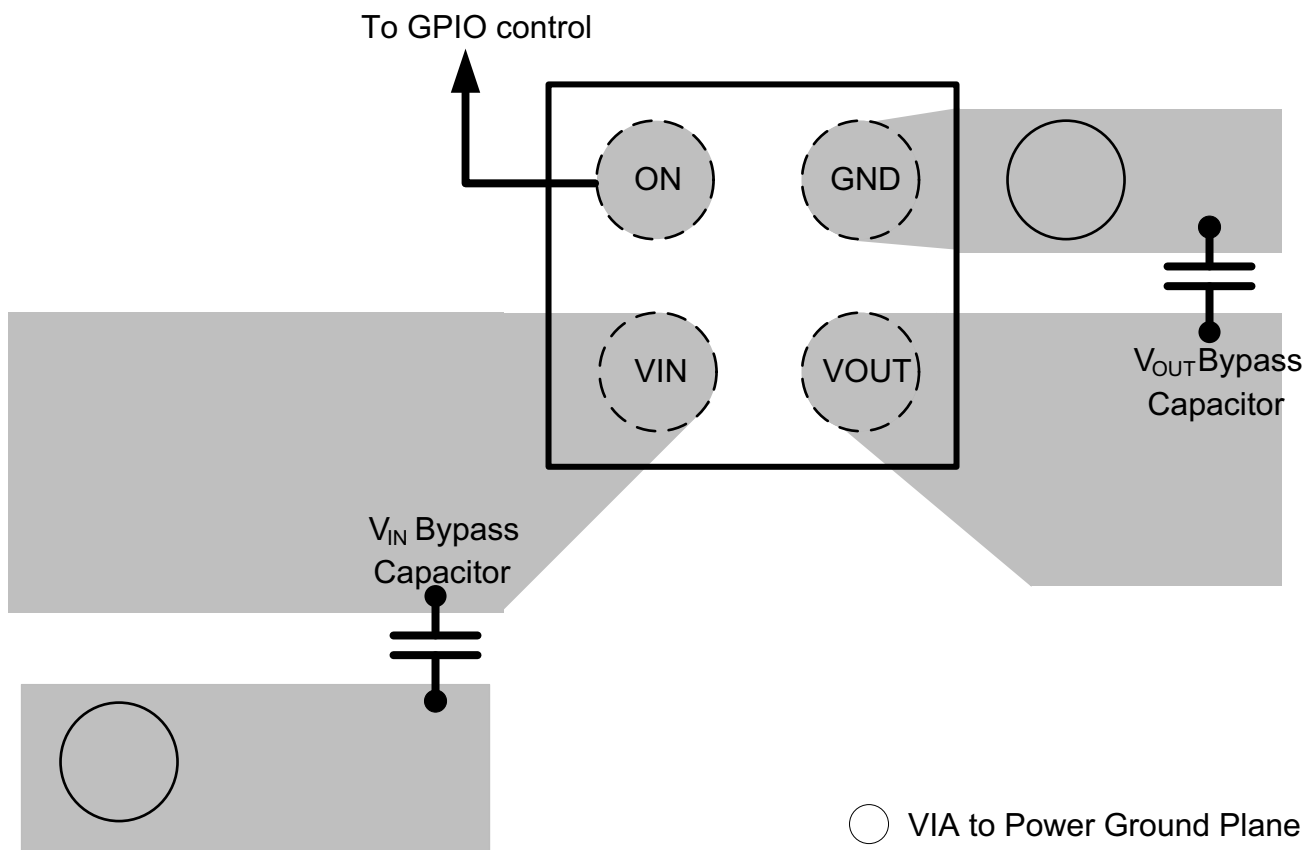 To GPIO control
ON
GND
VIN
VOUT
VOUT Bypass
Capacitor
VIN Bypass
Capacitor
VIA to Power Ground Plane